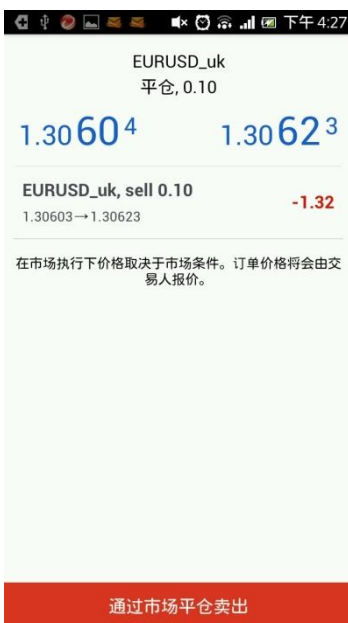 下午 4:27
EURUSD_uk
平仓, 0.10
1.30604 1.30623
EURUSD_uk, sell 0.10
-1.32
1.30603→1.30623
在市场执行下价格取决于市场条件。订单价格将会由交
易人报价。
通过市场平仓卖出